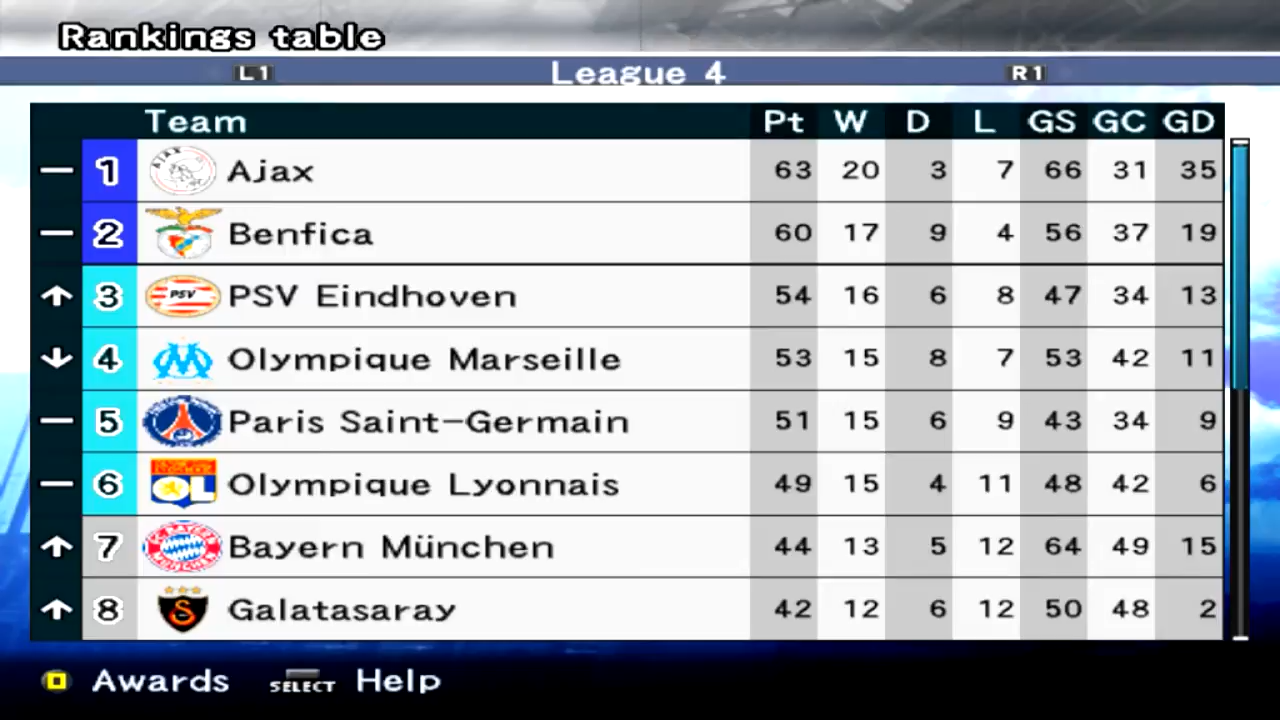 Rankings table
L1 League 4 R1
Team Pt W D L GS GC GD
1 AJAX Ajax 63 20 3 7 66 31 35
2 Benfica 60 17 9 4 56 37 19
3 PSV PSV Eindhoven 54 16 6 8 47 34 13
4 Olympique Marseille 53 15 8 7 53 42 11
5 Paris Saint-Germain 51 15 6 9 43 34 9
6 OL Olympique Lyonnais 49 15 4 11 48 42 6
7 Bayern München 44 13 5 12 64 49 15
8 Galatasaray 42 12 6 12 50 48 2
Awards SELECT Help